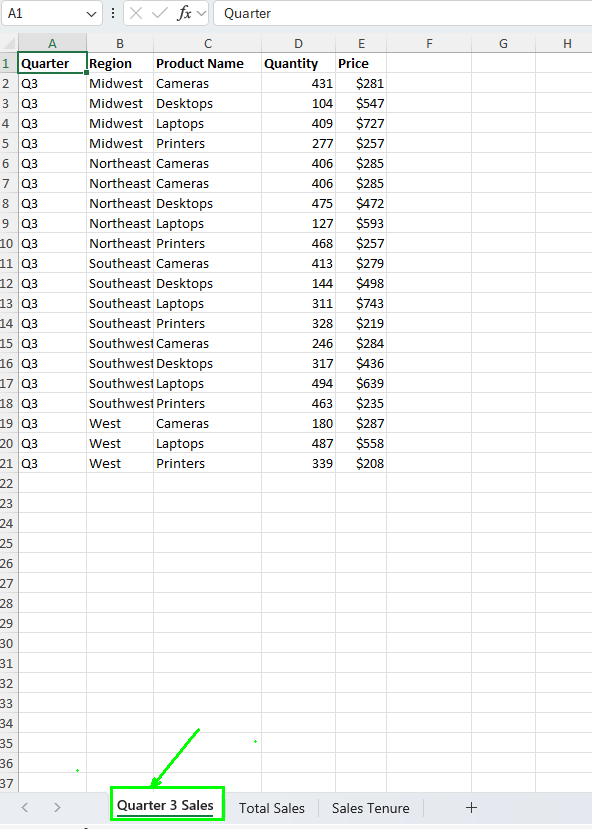 A1 fx Quarter
A B C D E F G H
1 Quarter Region Product Name Quantity Price
2 Q3 Midwest Cameras 431 $281
3 Q3 Midwest Desktops 104 $547
4 Q3 Midwest Laptops 409 $727
5 Q3 Midwest Printers 277 $257
6 Q3 Northeast Cameras 406 $285
7 Q3 Northeast Cameras 406 $285
8 Q3 Northeast Desktops 475 $472
9 Q3 Northeast Laptops 127 $593
10 Q3 Northeast Printers 468 $257
11 Q3 Southeast Cameras 413 $279
12 Q3 Southeast Desktops 144 $498
13 Q3 Southeast Laptops 311 $743
14 Q3 Southeast Printers 328 $219
15 Q3 Southwest Cameras 246 $284
16 Q3 Southwest Desktops 317 $436
17 Q3 Southwest Laptops 494 $639
18 Q3 Southwest Printers 463 $235
19 Q3 West Cameras 180 $287
20 Q3 West Laptops 487 $558
21 Q3 West Printers 339 $208
22
23
24
25
26
27
28
29
30
31
32
33
34
35
36
37
Quarter 3 Sales Total Sales Sales Tenure +